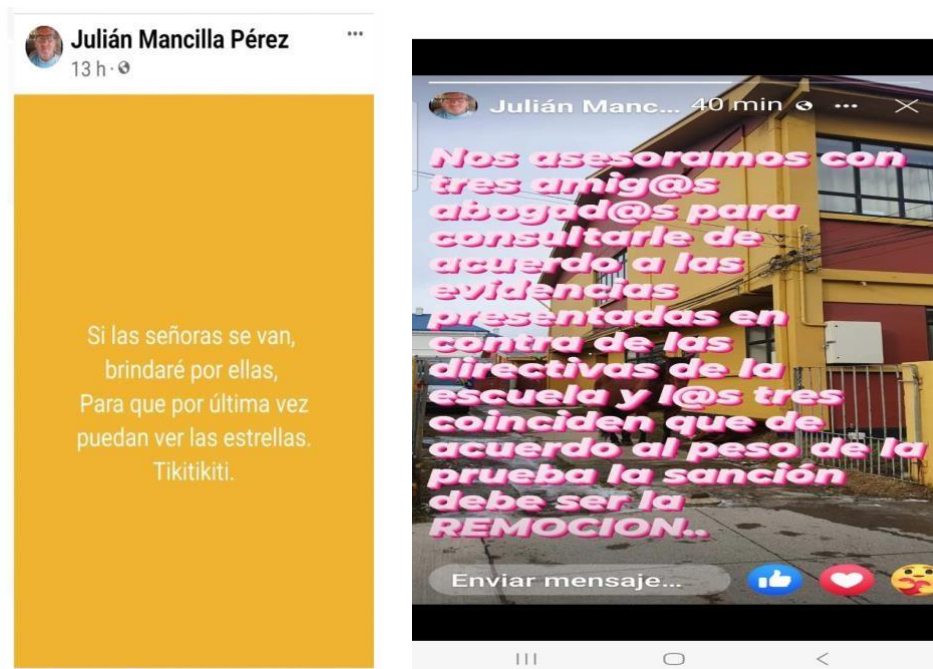 Julián Mancilla Pérez
13 h
Si las señoras se van,
brindaré por ellas,
Para que por última vez
puedan ver las estrellas.
Tikitikiti.
Julián Manc... 40 min
Nos asesoramos con
tres amig@s
abogad@s para
consultarle de
acuerdo a las
evidencias
presentadas en
contra de las
directivas de la
escuela y l@s tres
coinciden que de
acuerdo al peso de la
prueba la sanción
debe ser la
REMOCION..
Enviar mensaje...